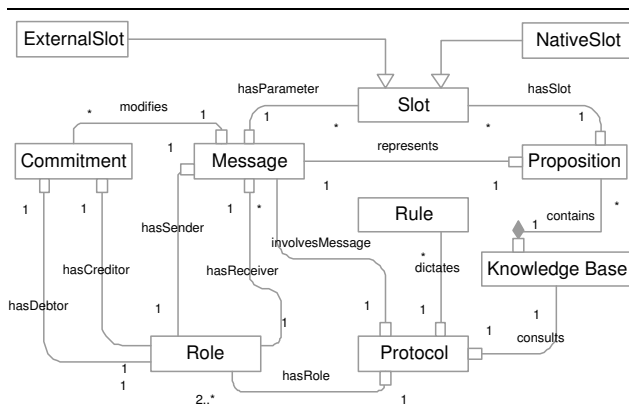 ExternalSlot
NativeSlot
hasParameter
hasSlot
modifies
Slot
*
1
1
*
*
1
Commitment
Message
represents
Proposition
1
1
1
Rule
*
1
1
1
*
contains
1
hasSender
involvesMessage
*
dictates
Knowledge Base
hasCreditor
hasReceiver
hasDebtor
1
1
1
1
1
1
consults
Role
Protocol
1
1
hasRole
2..*
1